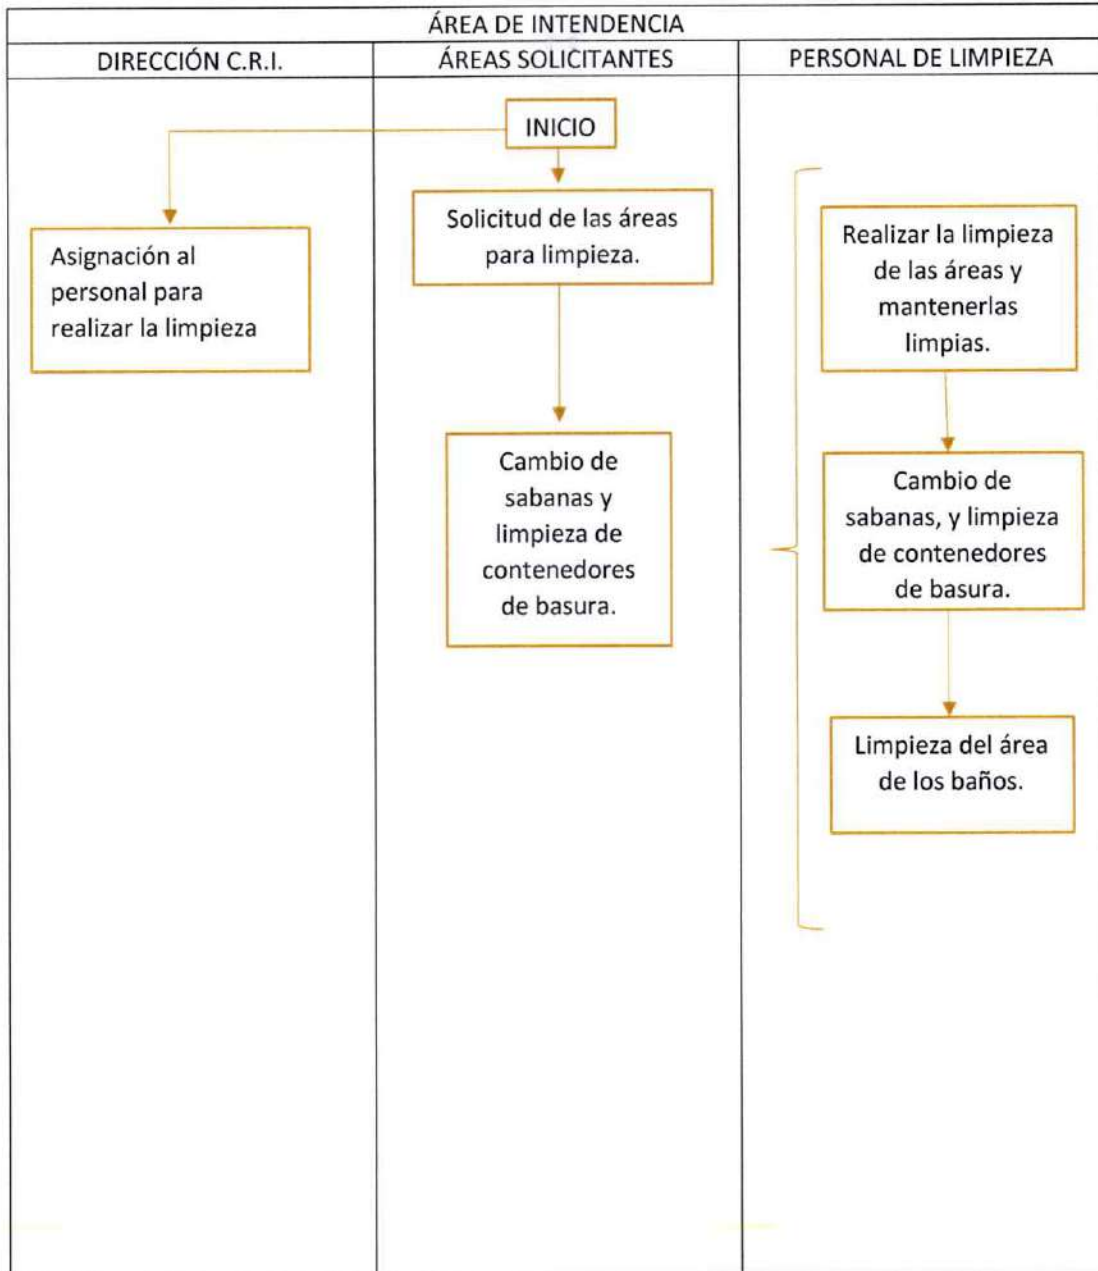 ÁREA DE INTENDENCIA
DIRECCIÓN C.R.I.
ÁREAS SOLICITANTES
PERSONAL DE LIMPIEZA
INICIO
Asignación al
personal para
realizar la limpieza
Solicitud de las áreas
para limpieza.
Cambio de
sabanas y
limpieza de
contenedores
de basura.
Realizar la limpieza
de las áreas y
mantenerlas
limpias.
Cambio de
sabanas, y limpieza
de contenedores
de basura.
Limpieza del área
de los baños.